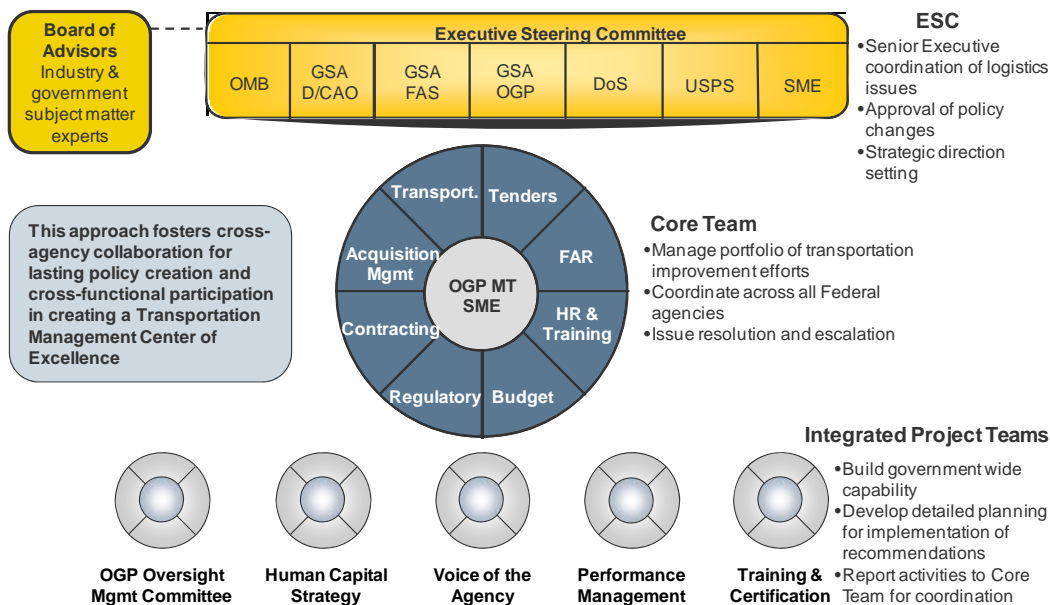 Board of
Advisors
Industry &
government
subject matter
experts
Executive Steering Committee
OMB
GSA
D/CAO
GSA
FAS
GSA
OGP
DoS
USPS
SME
ESC
•Senior Executive
coordination of logistics
issues
•Approval of policy
changes
•Strategic direction
setting
This approach fosters cross-
agency collaboration for
lasting policy creation and
cross-functional participation
in creating a Transportation
Management Center of
Excellence
Transport.
Tenders
Acquisition
Mgmt
FAR
OGP MT
SME
Contracting
HR &
Training
Regulatory
Budget
Core Team
•Manage portfolio of transportation
improvement efforts
•Coordinate across all Federal
agencies
•Issue resolution and escalation
Integrated Project Teams
•Build government wide
capability
•Develop detailed planning
for implementation of
recommendations
•Report activities to Core
Team for coordination
OGP Oversight
Mgmt Committee
Human Capital
Strategy
Voice of the
Agency
Performance
Management
Training &
Certification